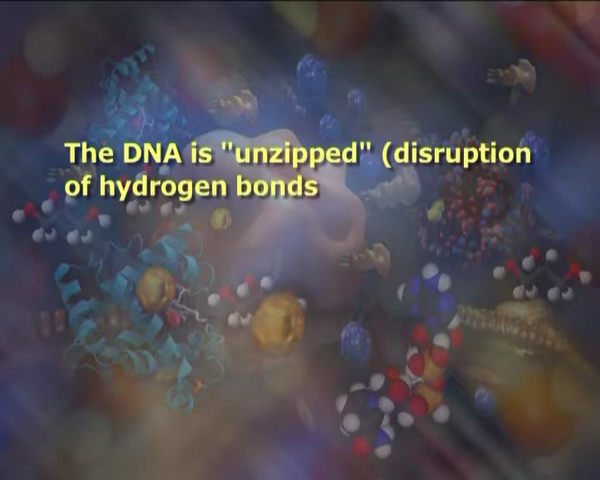 The DNA is "unzipped" (disruption
of hydrogen bonds